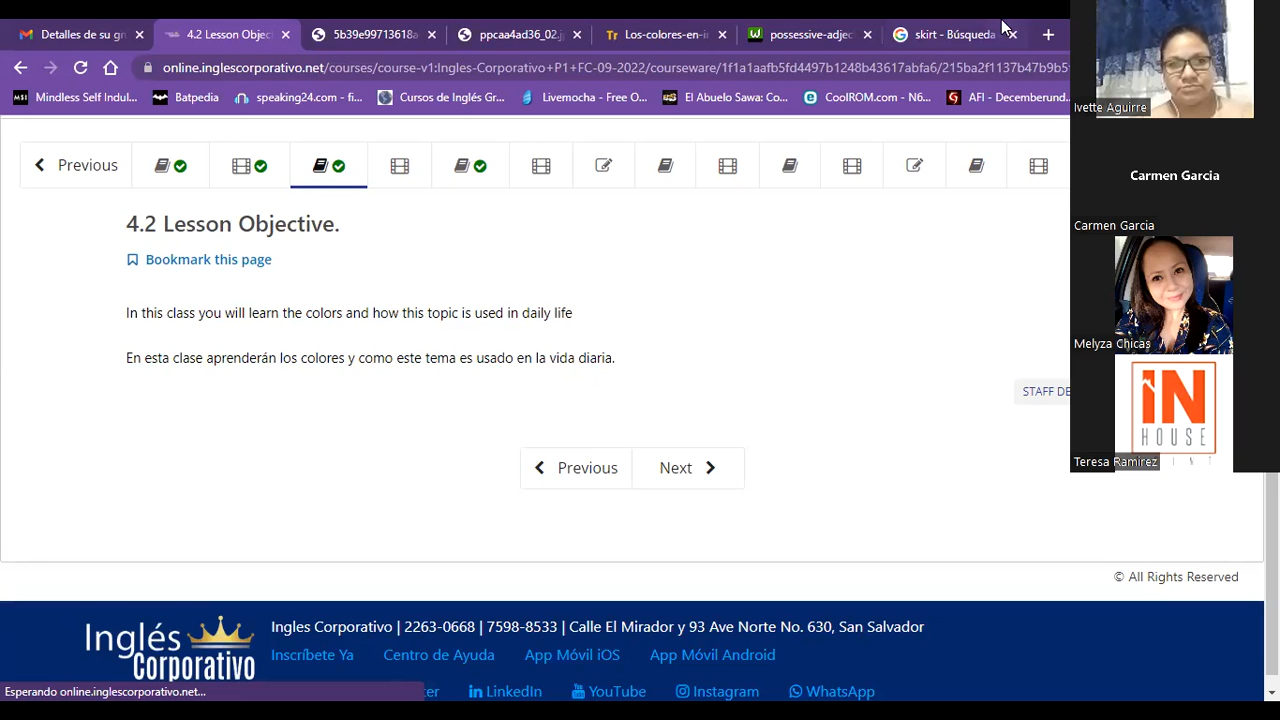 Detalles de su gru
4.2 Lesson Objecti
5b39e99713618a
ppcaa4ad36_02.j
Los-colores-en-i
possessive-adjec
skirt - Búsqueda
online.inglescorporativo.net/courses/course-v1:Ingles-Corporativo+P1+FC-09-2022/courseware/1f1a1aafb5fd4497b1248b43617abfa6/215ba2f1137b47b9b5
Mindless Self Indul...
Batpedia
speaking24.com - fi...
Cursos de Inglés Gr...
Livemocha - Free O...
El Abuelo Sawa: Co...
CoolROM.com - N6...
AFI - Decemberund
Previous
4.2 Lesson Objective.
Bookmark this page
In this class you will learn the colors and how this topic is used in daily life
En esta clase aprenderán los colores y como este tema es usado en la vida diaria.
STAFF DE
Previous
Next
© All Rights Reserved
Inglés Corporativo
Ingles Corporativo | 2263-0668 | 7598-8533 | Calle El Mirador y 93 Ave Norte No. 630, San Salvador
Inscríbete Ya
Centro de Ayuda
App Móvil iOS
App Móvil Android
Esperando online.inglescorporativo.net...
ter
LinkedIn
YouTube
Instagram
WhatsApp
Ivette Aguirre
Carmen Garcia
Carmen Garcia
Melyza Chicas
iN
HOUSE
Teresa Ramirez